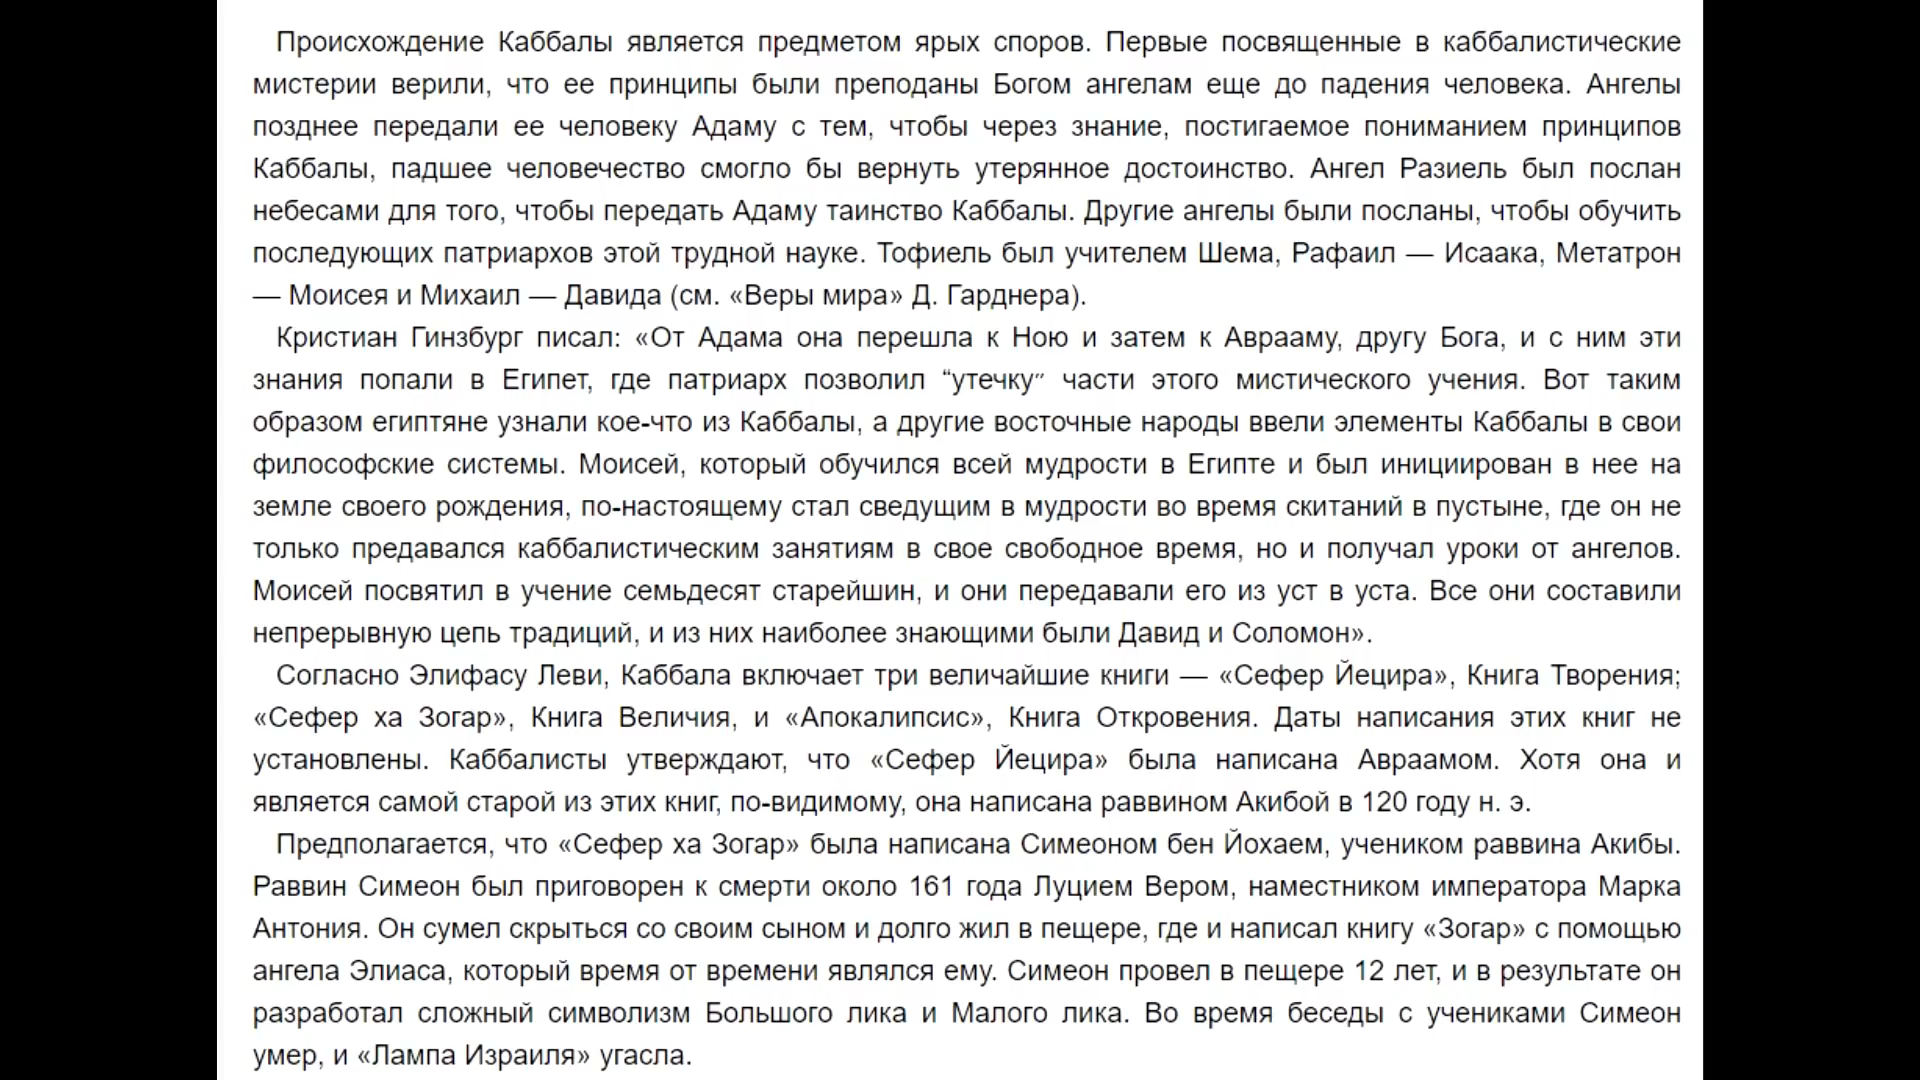 Происхождение Каббалы является предметом ярых споров. Первые посвященные в каббалистические
мистерии верили, что ее принципы были преподаны Богом ангелам еще до падения человека. Ангелы
позднее передали ее человеку Адаму с тем, чтобы через знание, постигаемое пониманием принципов
Каббалы, падшее человечество смогло бы вернуть утерянное достоинство. Ангел Разиель был послан
небесами для того, чтобы передать Адаму таинство Каббалы. Другие ангелы были посланы, чтобы обучить
последующих патриархов этой трудной науке. Тофиель был учителем Шема, Рафаил — Исаака, Метатрон
— Моисея и Михаил — Давида (см. «Веры мира» Д. Гарднера).
Кристиан Гинзбург писал: «От Адама она перешла к Ною и затем к Аврааму, другу Бога, и с ним эти
знания попали в Египет, где патриарх позволил “утечку” части этого мистического учения. Вот таким
образом египтяне узнали кое-что из Каббалы, а другие восточные народы ввели элементы Каббалы в свои
философские системы. Моисей, который обучился всей мудрости в Египте и был инициирован в нее на
земле своего рождения, по-настоящему стал сведущим в мудрости во время скитаний в пустыне, где он не
только предавался каббалистическим занятиям в свое свободное время, но и получал уроки от ангелов.
Моисей посвятил в учение семьдесят старейшин, и они передавали его из уст в уста. Все они составили
непрерывную цепь традиций, и из них наиболее знающими были Давид и Соломон».
Согласно Элифасу Леви, Каббала включает три величайшие книги — «Сефер Йецира», Книга Творения;
«Сефер ха Зогар», Книга Величия, и «Апокалипсис», Книга Откровения. Даты написания этих книг не
установлены. Каббалисты утверждают, что «Сефер Йецира» была написана Авраамом. Хотя она и
является самой старой из этих книг, по-видимому, она написана раввином Акибой в 120 году н. э.
Предполагается, что «Сефер ха Зогар» была написана Симеоном бен Йохаем, учеником раввина Акибы.
Раввин Симеон был приговорен к смерти около 161 года Луцием Вером, наместником императора Марка
Антония. Он сумел скрыться со своим сыном и долго жил в пещере, где и написал книгу «Зогар» с помощью
ангела Элиаса, который время от времени являлся ему. Симеон провел в пещере 12 лет, и в результате он
разработал сложный символизм Большого лика и Малого лика. Во время беседы с учениками Симеон
умер, и «Лампа Израиля» угасла.